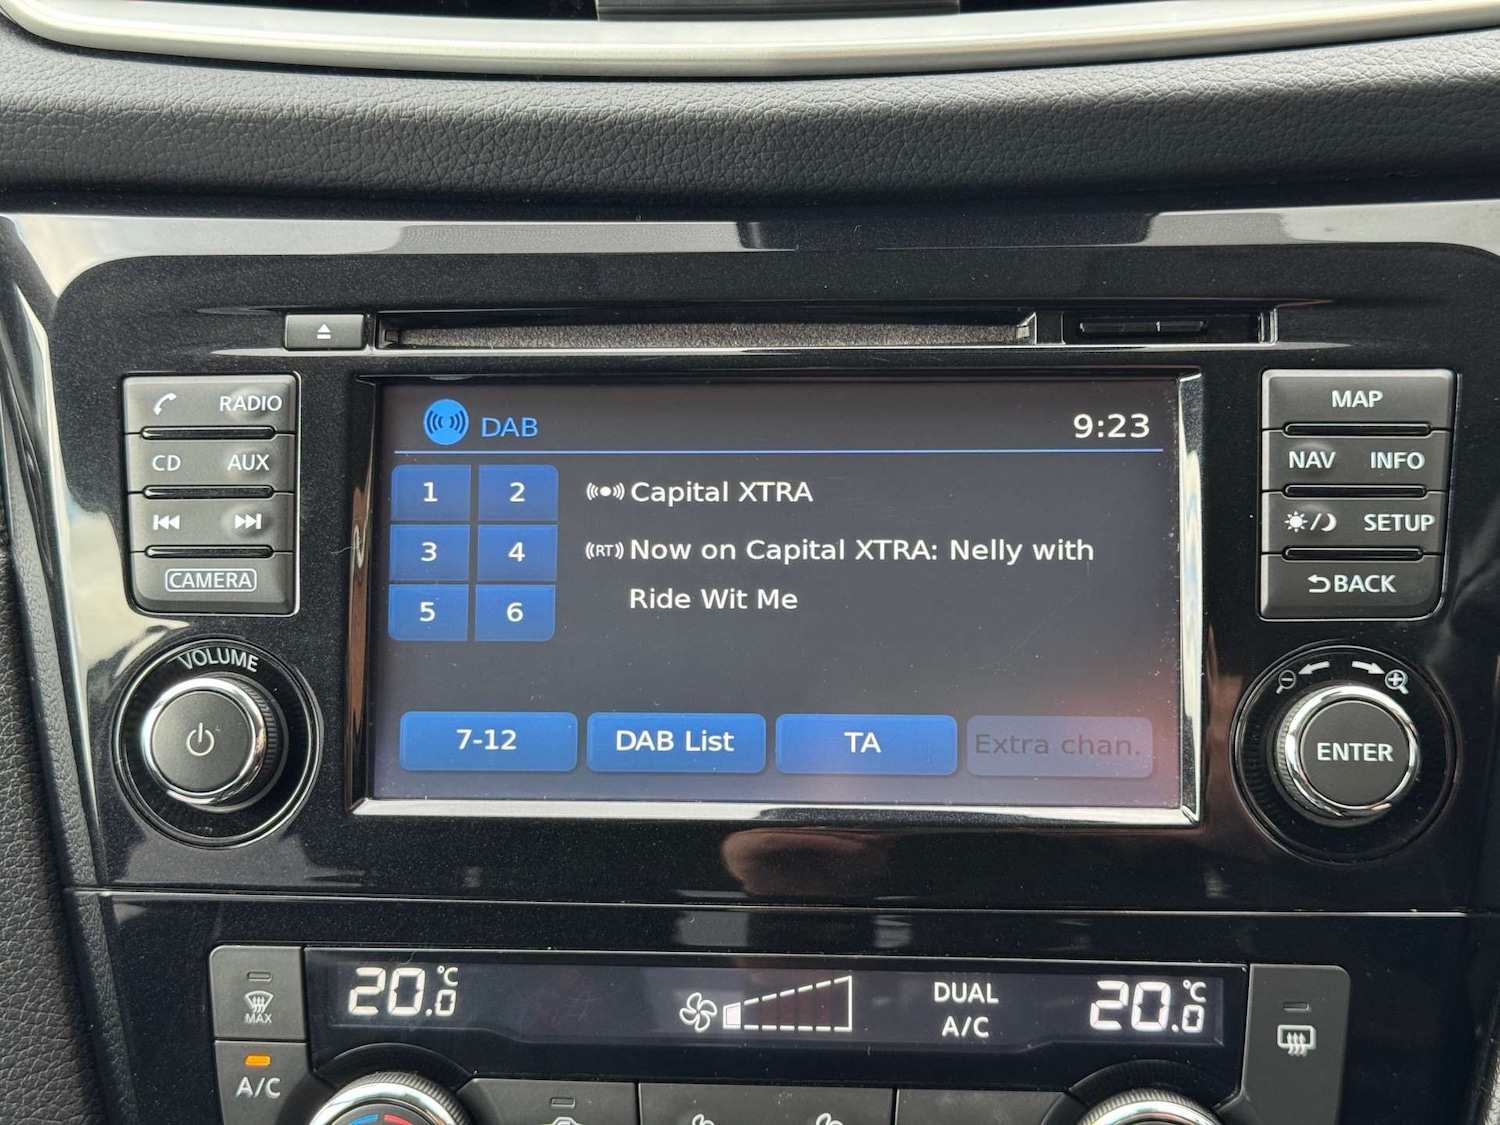 RADIO
CD AUX
CAMERA
VOLUME
DAB 9:23
1 2
3 4
5 6
Capital XTRA
(RT) Now on Capital XTRA: Nelly with
Ride Wit Me
7-12 DAB List TA Extra chan.
MAP
NAV INFO
SETUP
BACK
ENTER
MAX
A/C
20.0 °C
DUAL
A/C
20.0 °C